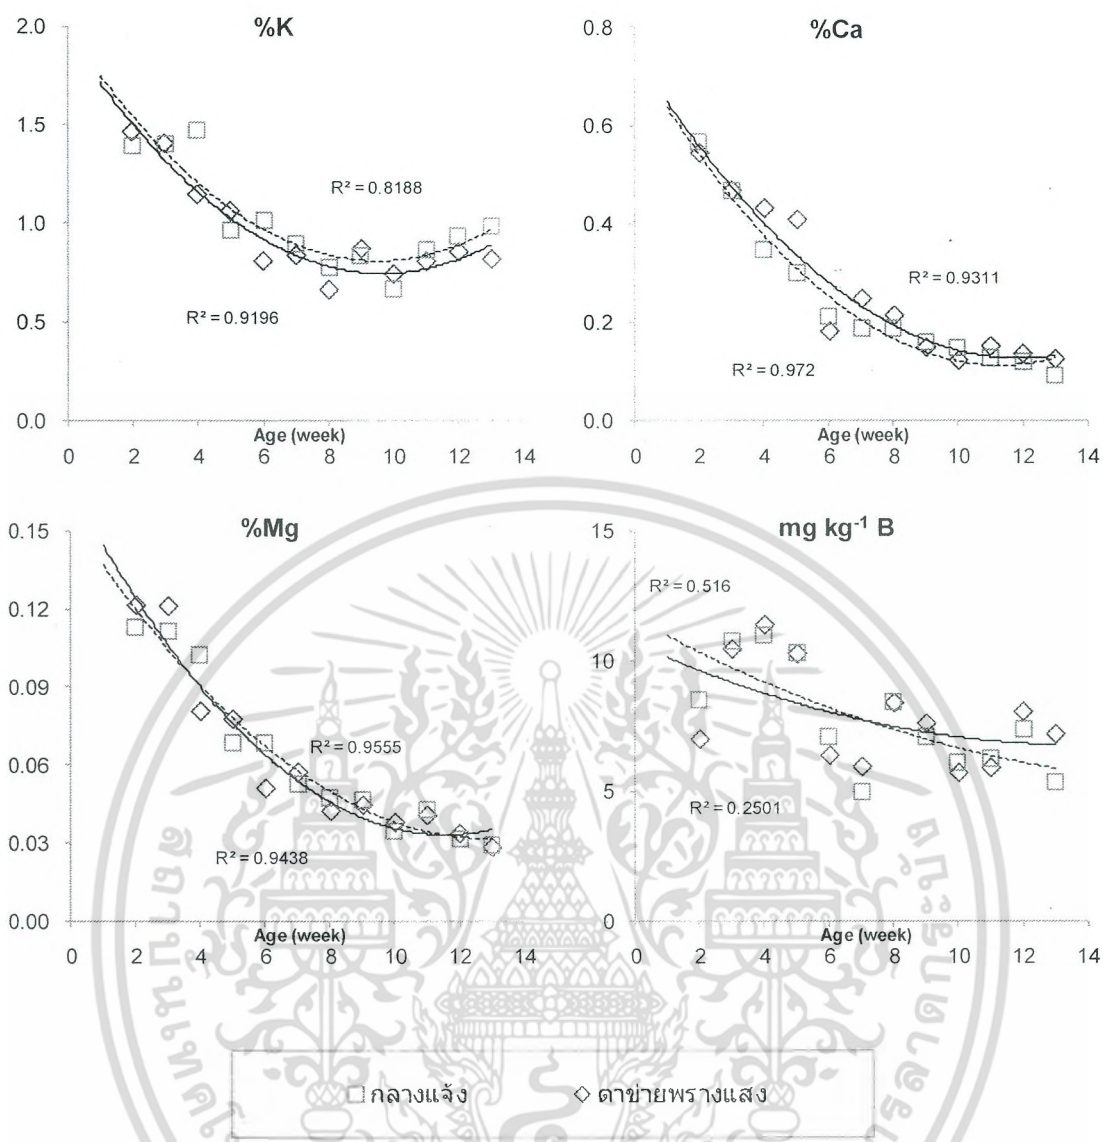 %K
2.0
1.5
1.0
0.5
0.0
R² = 0.8188
R² = 0.9196
Age (week)
0 2 4 6 8 10 12 14
%Ca
0.8
0.6
0.4
0.2
0.0
R² = 0.9311
R² = 0.972
Age (week)
0 2 4 6 8 10 12 14
%Mg
0.15
0.12
0.09
0.06
0.03
0.00
R² = 0.9555
R² = 0.9438
Age (week)
0 2 4 6 8 10 12 14
mg kg⁻¹ B
15
10
5
0
R² = 0.516
R² = 0.2501
Age (week)
0 2 4 6 8 10 12 14
กลางแจ้ง
ตาข่ายพรางแสง